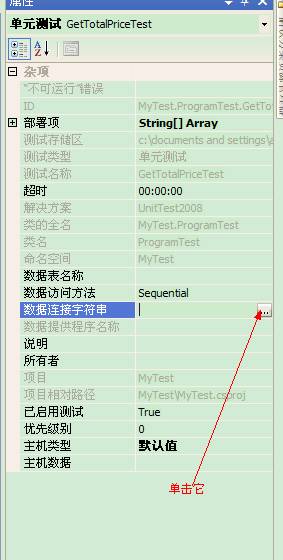 属性
单元测试 GetTotalPriceTest
杂项
"不可运行"错误
ID MyTest.ProgramTest.GetTo
部署项 String[] Array
测试存储区 c:\documents and settings\a
测试类型 单元测试
测试名称 GetTotalPriceTest
超时 00:00:00
解决方案 UnitTest2008
类的全名 MyTest.ProgramTest
类名 ProgramTest
命名空间 MyTest
数据表名称
数据访问方法 Sequential
数据连接字符串 ...
数据提供程序名称
说明
所有者
项目 MyTest
项目相对路径 MyTest\MyTest.csproj
已启用测试 True
优先级别 0
主机类型 默认值
主机数据
单击它